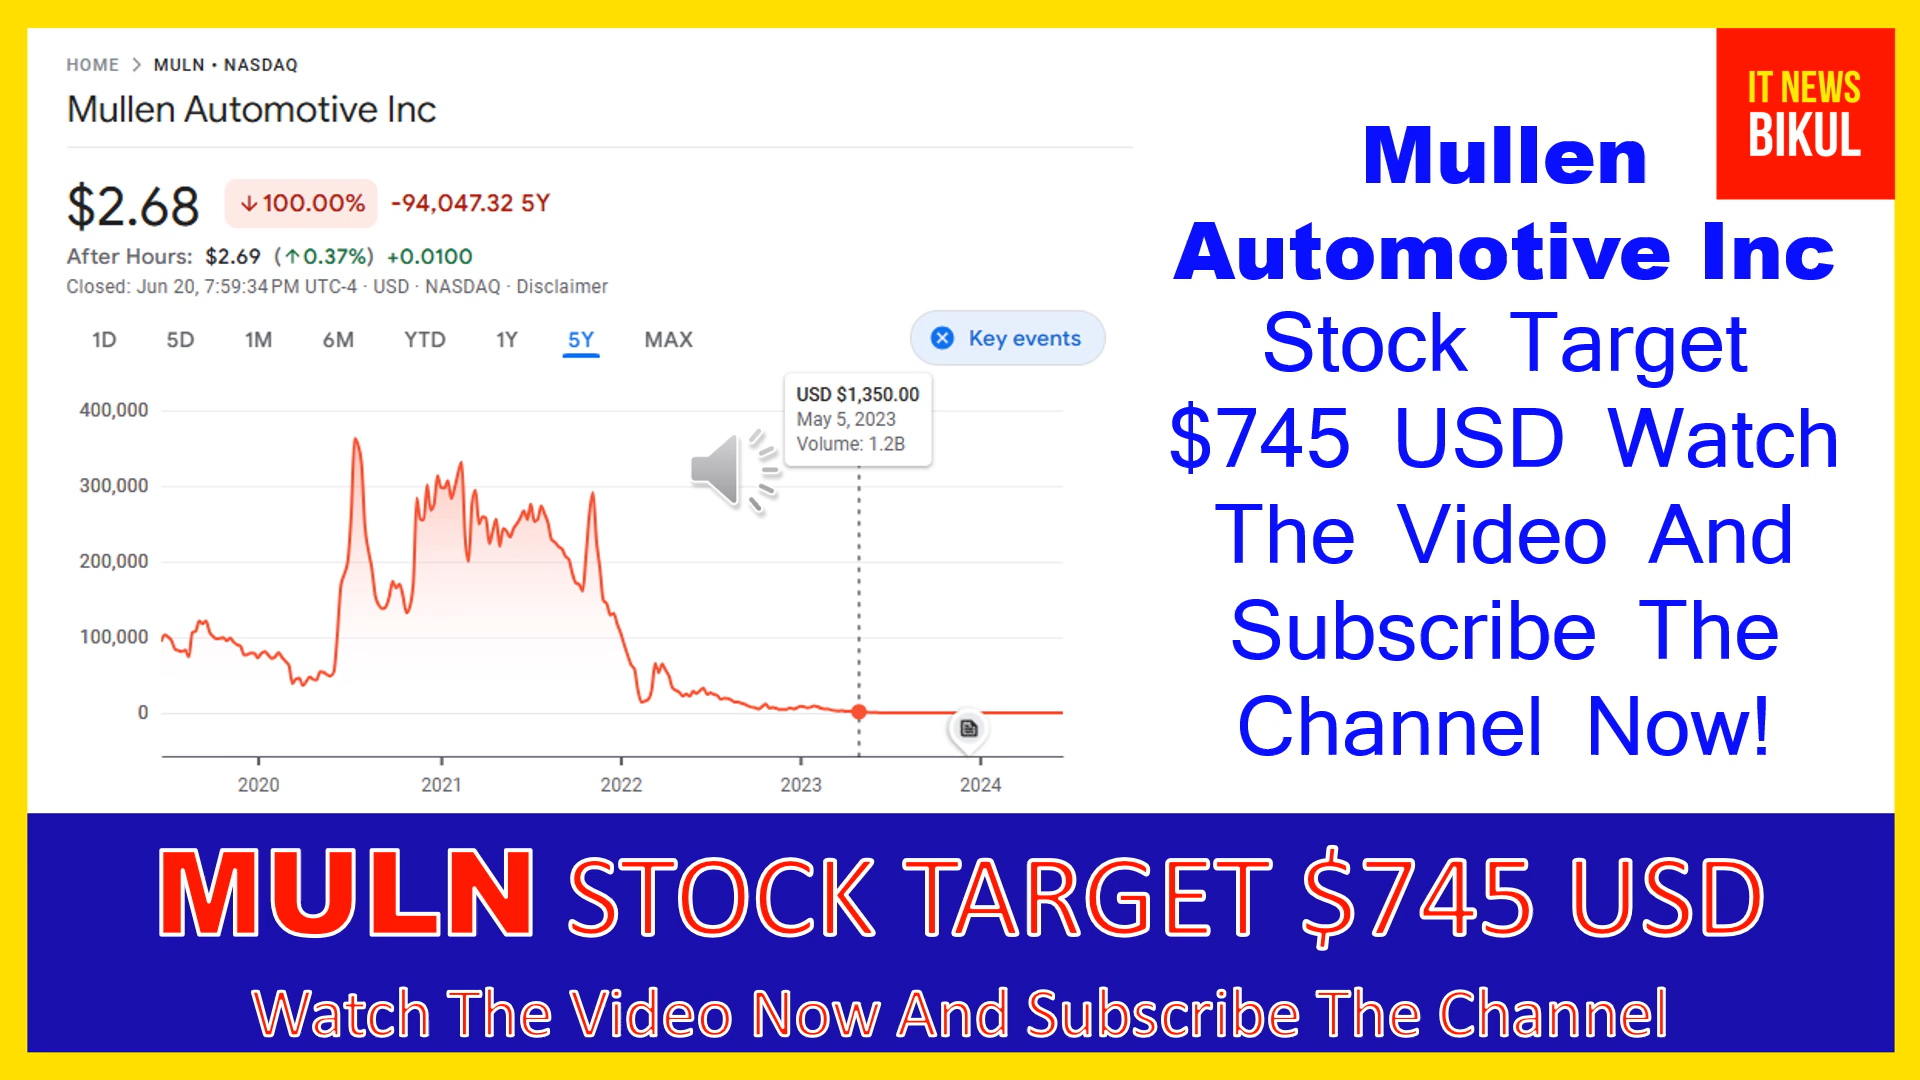 HOME > MULN • NASDAQ
Mullen Automotive Inc
$2.68 ↓100.00% -94,047.32 5Y
After Hours: $2.69 (↑0.37%) +0.0100
Closed: Jun 20, 7:59:34 PM UTC-4 · USD · NASDAQ · Disclaimer
1D 5D 1M 6M YTD 1Y 5Y MAX
Key events
USD $1,350.00
May 5, 2023
Volume: 1.2B
400,000
300,000
200,000
100,000
0
2020 2021 2022 2023 2024
IT NEWS
BIKUL
Mullen
Automotive Inc
Stock Target
$745 USD Watch
The Video And
Subscribe The
Channel Now!
MULN STOCK TARGET $745 USD
Watch The Video Now And Subscribe The Channel